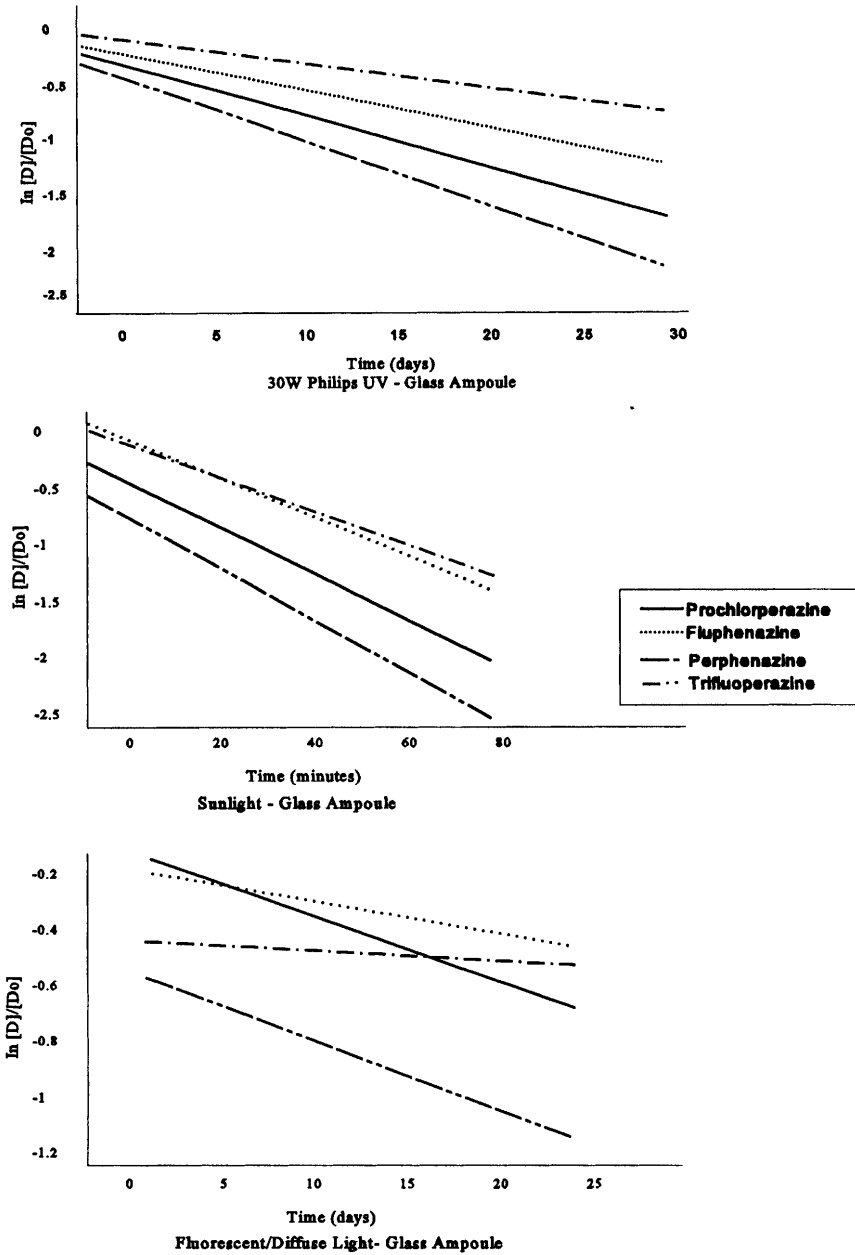 0
-0.5
-1
-1.5
-2
-2.5
ln [D]/[Do]
0 5 10 15 20 25 30
Time (days)
30W Philips UV - Glass Ampoule
0
-0.5
-1
-1.5
-2
-2.5
ln [D]/[Do]
0 20 40 60 80
Time (minutes)
Sunlight - Glass Ampoule
Prochlorperazine
Fluphenazine
Perphenazine
Trifluoperazine
-0.2
-0.4
-0.6
-0.8
-1
-1.2
ln [D]/[Do]
0 5 10 15 20 25
Time (days)
Fluorescent/Diffuse Light- Glass Ampoule